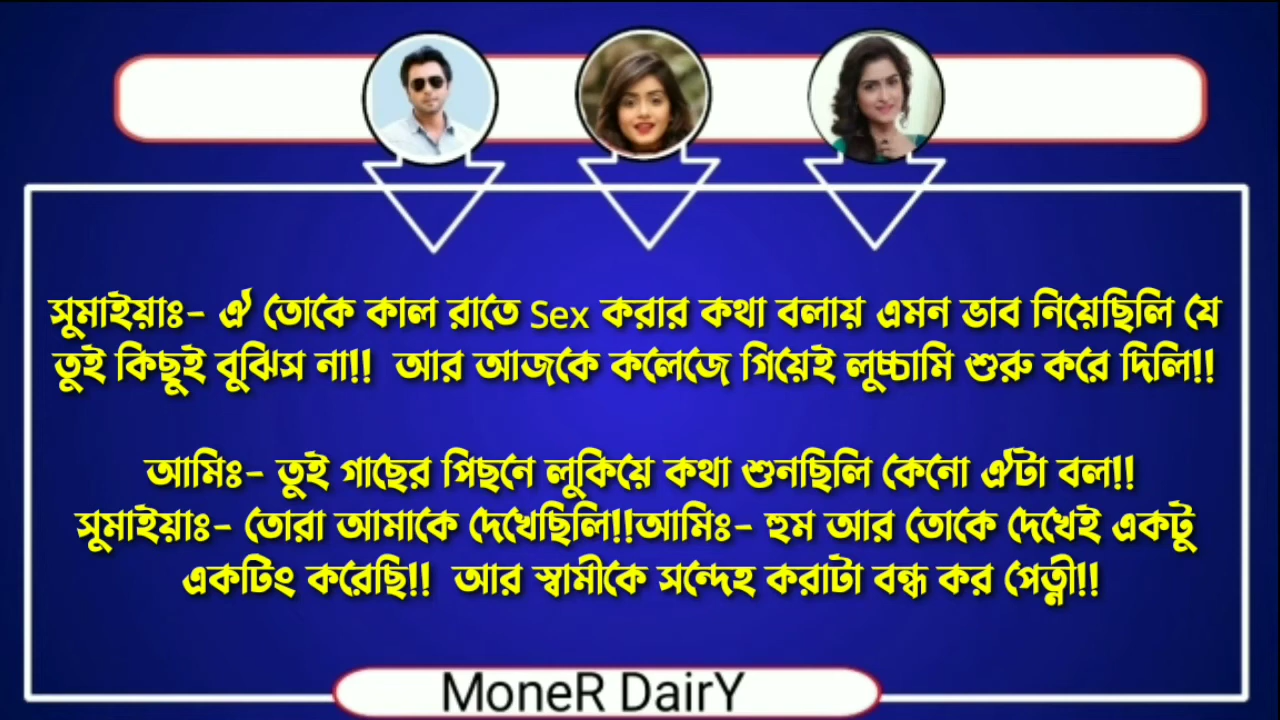 সুমাইয়াঃ- ঐ তোকে কাল রাতে Sex করার কথা বলায় এমন ভাব নিয়েছিলি যে
তুই কিছুই বুঝিস না!! আর আজকে কলেজে গিয়েই লুচ্চামি শুরু করে দিলি!!
আমিঃ- তুই গাছের পিছনে লুকিয়ে কথা শুনছিলি কেনো ঐটা বল!!
সুমাইয়াঃ- তোরা আমাকে দেখেছিলি!!আমিঃ- হুম আর তোকে দেখেই একটু
একটিং করেছি!! আর স্বামীকে সন্দেহ করাটা বন্ধ কর পেত্নী!!
MoneR DairY